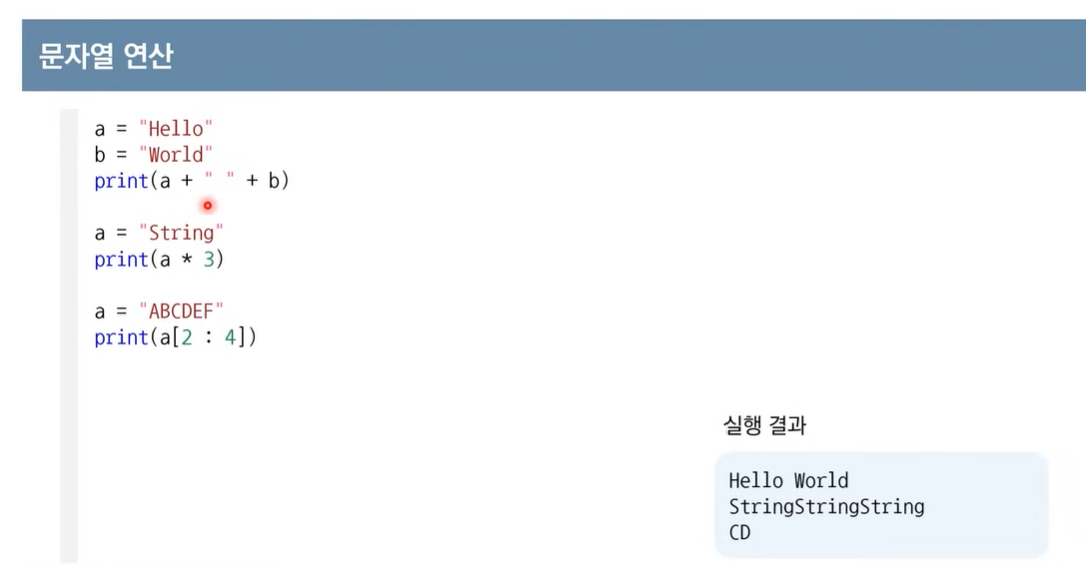 문자열 연산
a = "Hello"
b = "World"
print(a + " " + b)
a = "String"
print(a * 3)
a = "ABCDEF"
print(a[2 : 4])
실행 결과
Hello World
StringStringString
CD